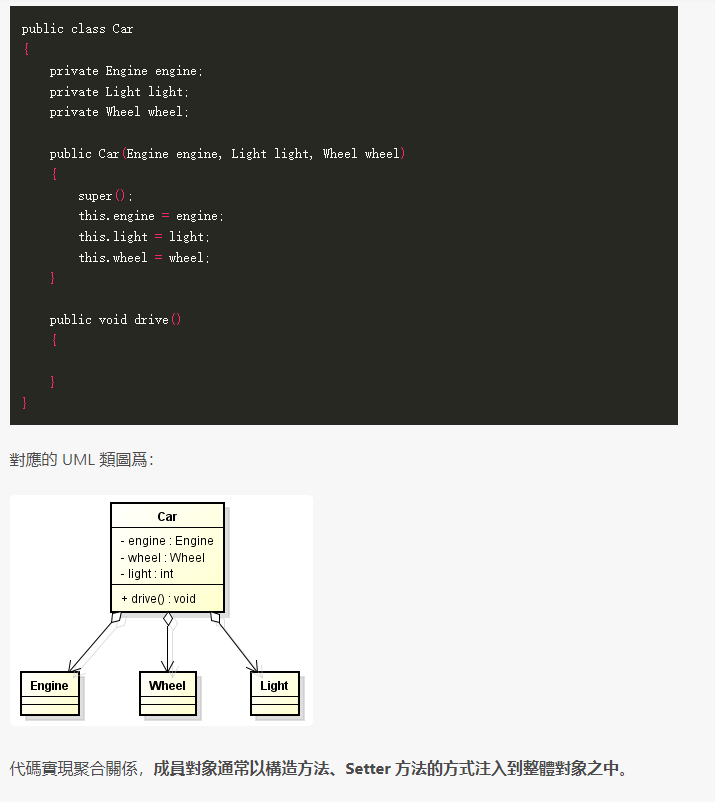 public class Car
{
    private Engine engine;
    private Light light;
    private Wheel wheel;
    public Car(Engine engine, Light light, Wheel wheel)
    {
        super();
        this.engine = engine;
        this.light = light;
        this.wheel = wheel;
    }
    public void drive()
    {
    }
}
對應的 UML 類圖爲：
Car
- engine : Engine
- wheel : Wheel
- light : int
+ drive() : void
Engine
Wheel
Light
代碼實現聚合關係，成員對象通常以構造方法、Setter 方法的方式注入到整體對象之中。